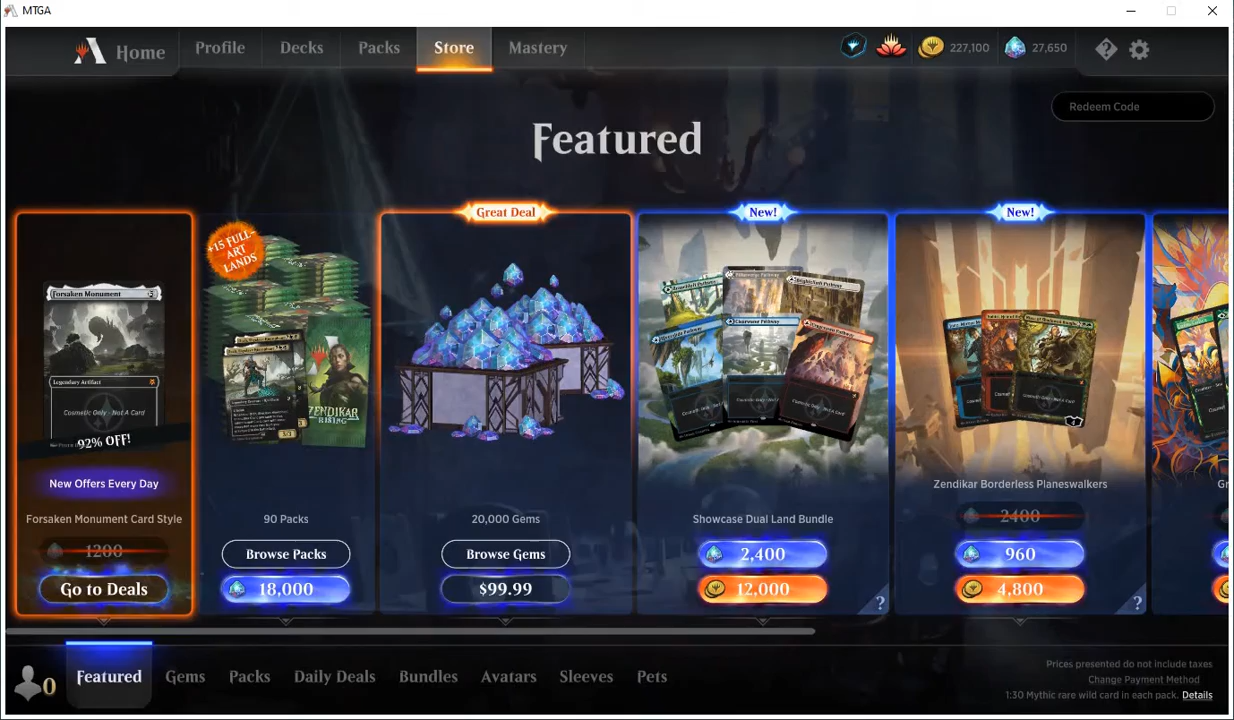 MTGA
Home
Profile
Decks
Packs
Store
Mastery
227,100
27,650
Redeem Code
Featured
Great Deal
New!
New!
+15 FULL-
ART
LANDS
Forsaken Monument
Legendary Artifact
Cosmetic Only - Not A Card
92% OFF!
New Offers Every Day
Forsaken Monument Card Style
1200
Go to Deals
ZENDIKAR
RISING
90 Packs
Browse Packs
18,000
20,000 Gems
Browse Gems
$99.99
Showcase Dual Land Bundle
2,400
12,000
?
Zendikar Borderless Planeswalkers
2400
960
4,800
?
Gr
0
Featured
Gems
Packs
Daily Deals
Bundles
Avatars
Sleeves
Pets
Prices presented do not include taxes
Change Payment Method
1:30 Mythic rare wild card in each pack. Details